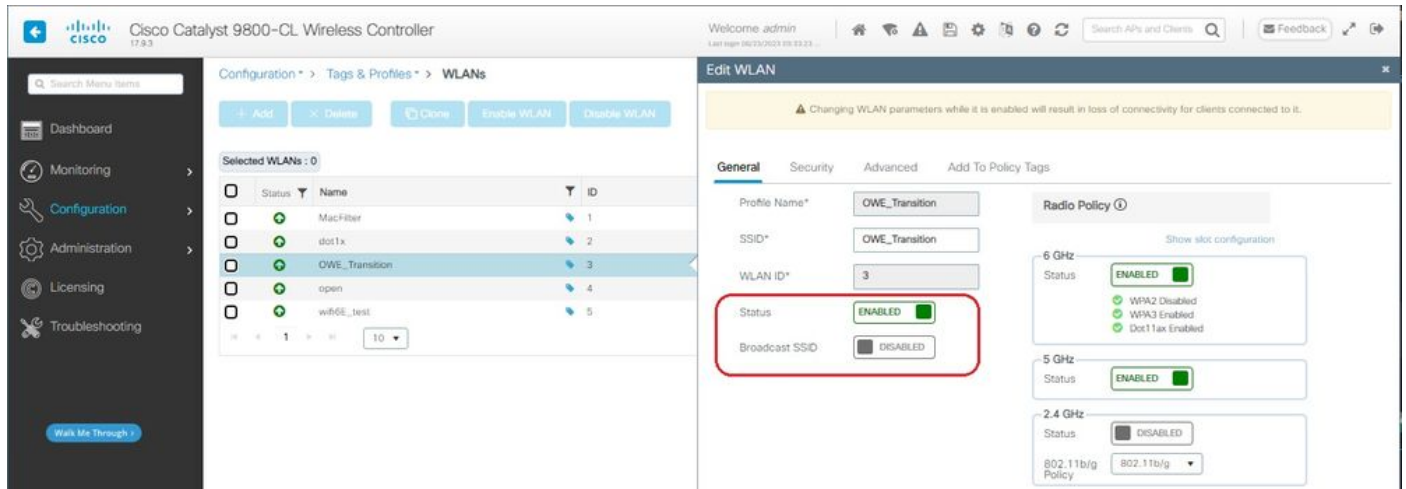 CISCO
Cisco Catalyst 9800-CL Wireless Controller
17.9.3
Welcome admin
Search APs and Clients
Feedback
Search Menu Items
Dashboard
Monitoring
Configuration
Administration
Licensing
Troubleshooting
Walk Me Through >
Configuration > Tags & Profiles > WLANs
+ Add
× Delete
Clone
Enable WLAN
Disable WLAN
Selected WLANs : 0
Status Name ID
MacFilter 1
dot1x 2
OWE_Transition 3
open 4
wifi6E_test 5
1
10
Edit WLAN
Changing WLAN parameters while it is enabled will result in loss of connectivity for clients connected to it.
General Security Advanced Add To Policy Tags
Profile Name* OWE_Transition
SSID* OWE_Transition
WLAN ID* 3
Status ENABLED
Broadcast SSID DISABLED
Radio Policy
Show slot configuration
6 GHz
Status ENABLED
WPA2 Disabled
WPA3 Enabled
Dot11ax Enabled
5 GHz
Status ENABLED
2.4 GHz
Status DISABLED
802.11b/g
Policy
802.11b/g